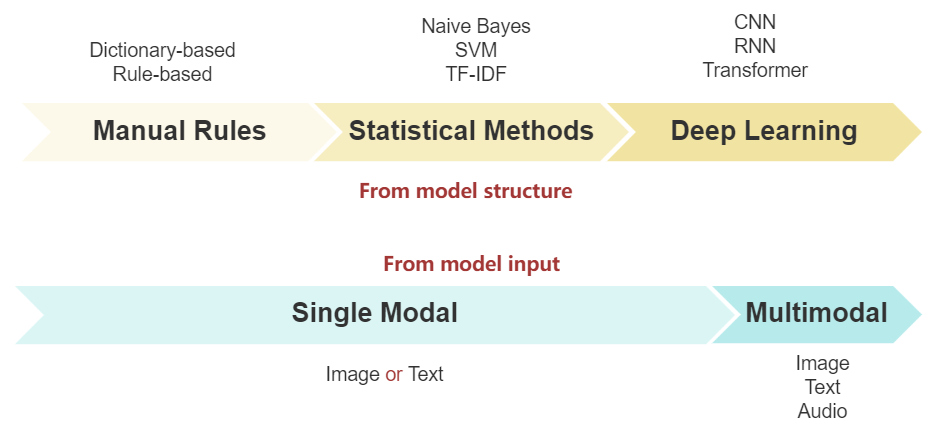 Dictionary-based
Rule-based
Naive Bayes
SVM
TF-IDF
CNN
RNN
Transformer
Manual Rules
Statistical Methods
Deep Learning
From model structure
From model input
Single Modal
Multimodal
Image or Text
Image
Text
Audio